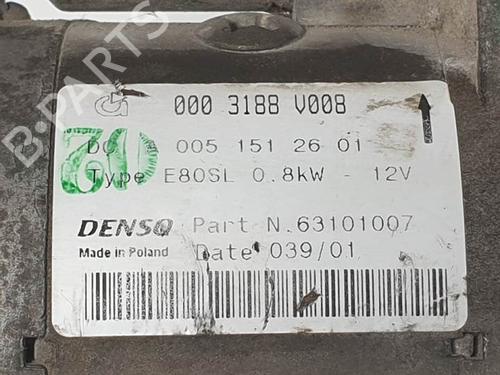 000 3188 V008
DC A 005 151 26 01
Type E80SL 0.8kW - 12V
DENSO Part N.63101007
Made in Poland Date 039/01
B-PARTS